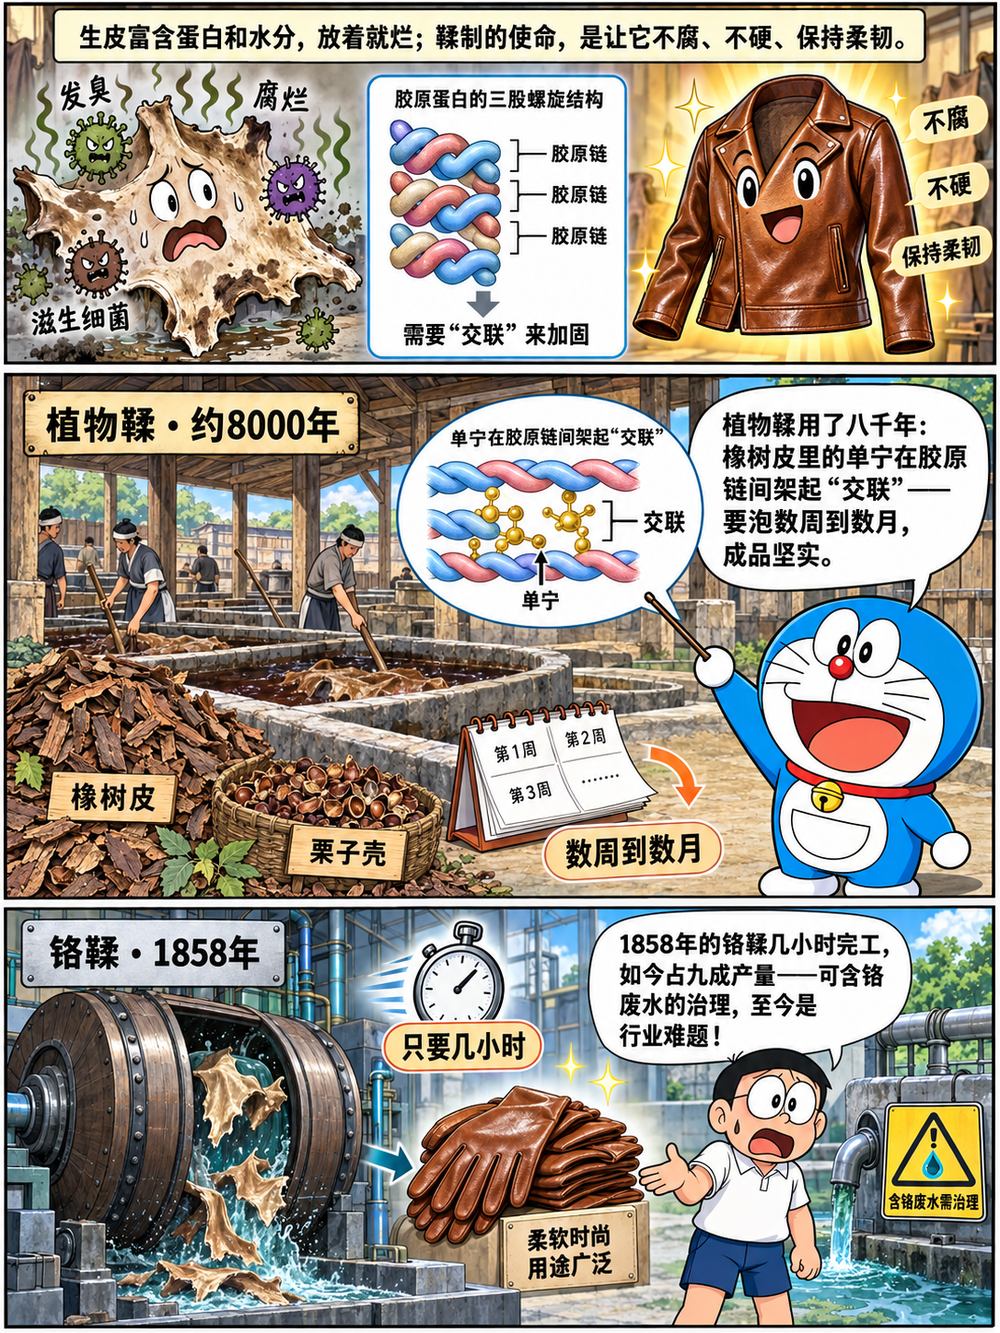 生皮富含蛋白和水分，放着就烂；鞣制的使命，是让它不腐、不硬、保持柔韧。
发臭
腐烂
滋生细菌
胶原蛋白的三股螺旋结构
胶原链
胶原链
胶原链
需要“交联”来加固
不腐
不硬
保持柔韧
植物鞣·约8000年
单宁在胶原链间架起“交联”
交联
单宁
植物鞣用了八千年：
橡树皮里的单宁在胶原
链间架起“交联”——
要泡数周到数月，
成品坚实。
橡树皮
栗子壳
第1周
第2周
第3周
·······
数周到数月
铬鞣·1858年
只要几小时
1858年的铬鞣几小时完工，
如今占九成产量——可含铬
废水的治理，至今是
行业难题！
柔软时尚
用途广泛
含铬废水需治理